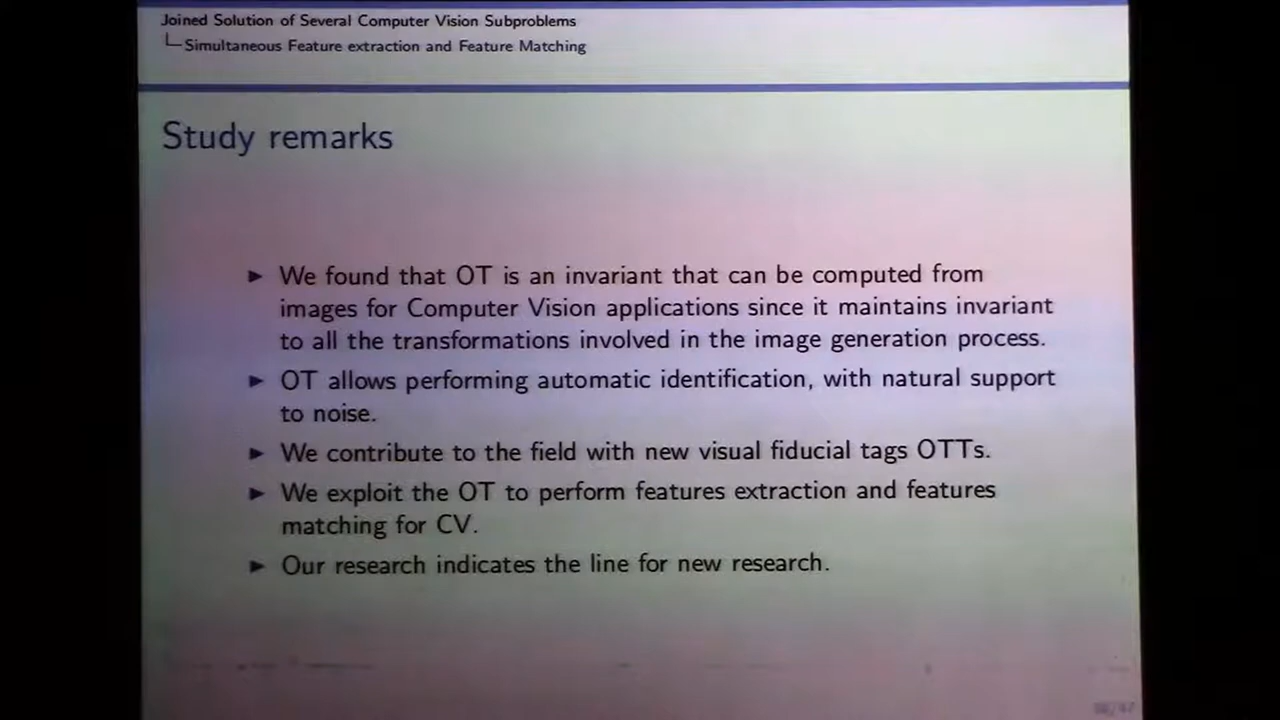 Joined Solution of Several Computer Vision Subproblems
Simultaneous Feature extraction and Feature Matching
Study remarks
We found that OT is an invariant that can be computed from
images for Computer Vision applications since it maintains invariant
to all the transformations involved in the image generation process.
OT allows performing automatic identification, with natural support
to noise.
We contribute to the field with new visual fiducial tags OTTs.
We exploit the OT to perform features extraction and features
matching for CV.
Our research indicates the line for new research.